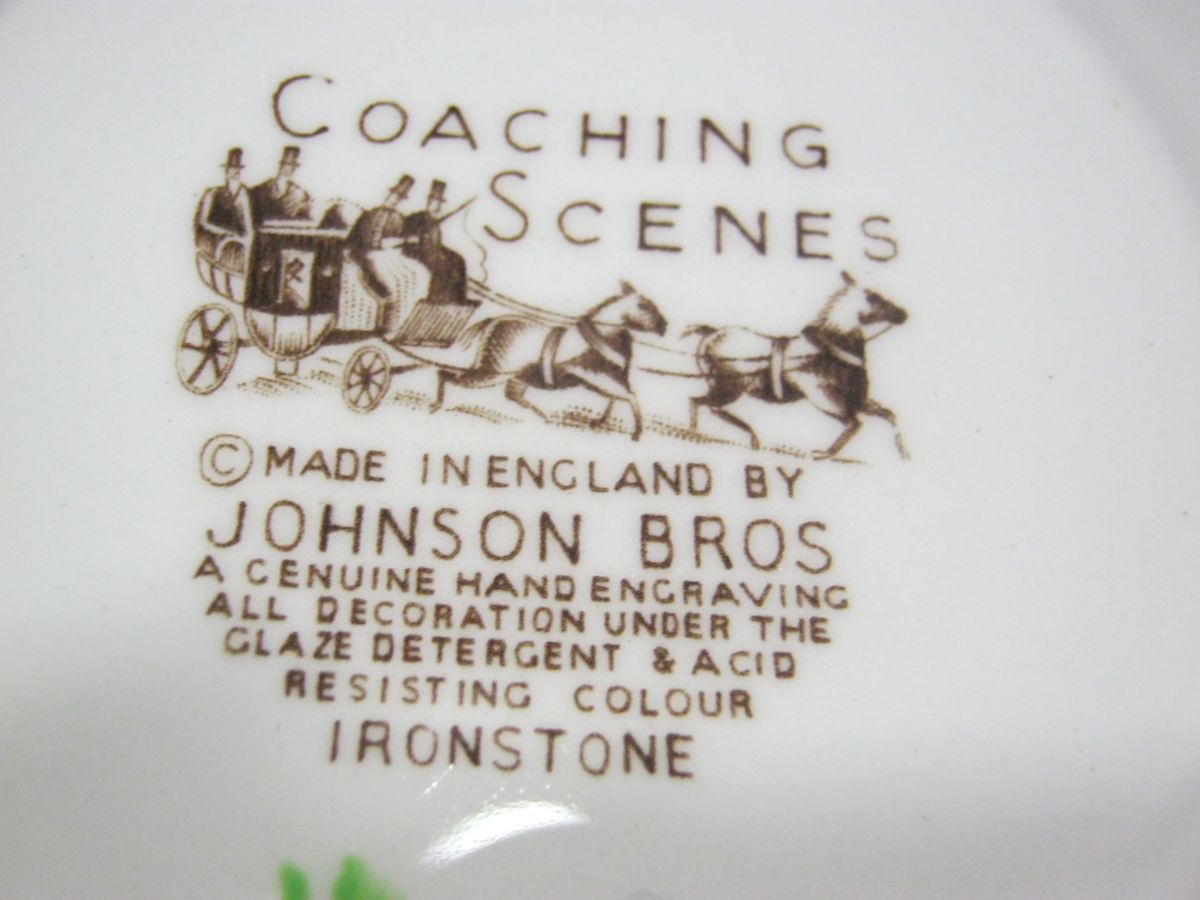 COACHING
SCENES
© MADE IN ENGLAND BY
JOHNSON BROS
A GENUINE HAND ENGRAVING
ALL DECORATION UNDER THE
GLAZE DETERGENT & ACID
RESISTING COLOUR
IRONSTONE